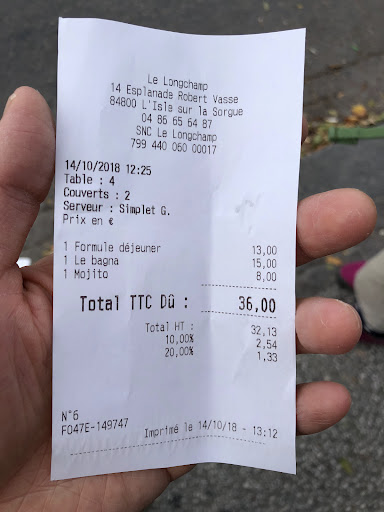 Le Longchamp
14 Esplanade Robert Vasse
84800 L'Isle sur la Sorgue
04 86 65 64 87
SNC Le Longchamp
799 440 060 00017
14/10/2018 12:25
Table : 4
Couverts : 2
Serveur : Simplet G.
Prix en €
1 Formule déjeuner 13,00
1 Le bagna 15,00
1 Mojito 8,00
Total TTC Dû : 36,00
Total HT : 32,13
10,00% 2,54
20,00% 1,33
N°6
F047E-149747 Imprimé le 14/10/18 - 13:12